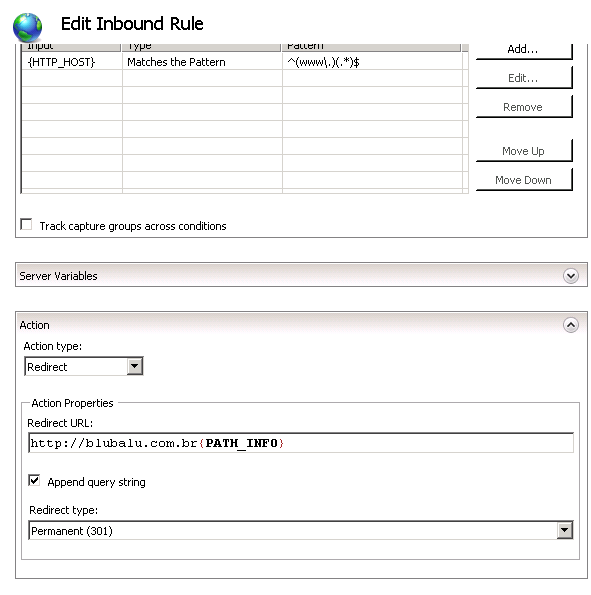 Edit Inbound Rule
Input Type Pattern
Add...
{HTTP_HOST} Matches the Pattern ^(www\.)(.*)$
Edit...
Remove
Move Up
Move Down
Track capture groups across conditions
Server Variables
Action
Action type:
Redirect
Action Properties
Redirect URL:
http://blubalu.com.br{PATH_INFO}
Append query string
Redirect type:
Permanent (301)